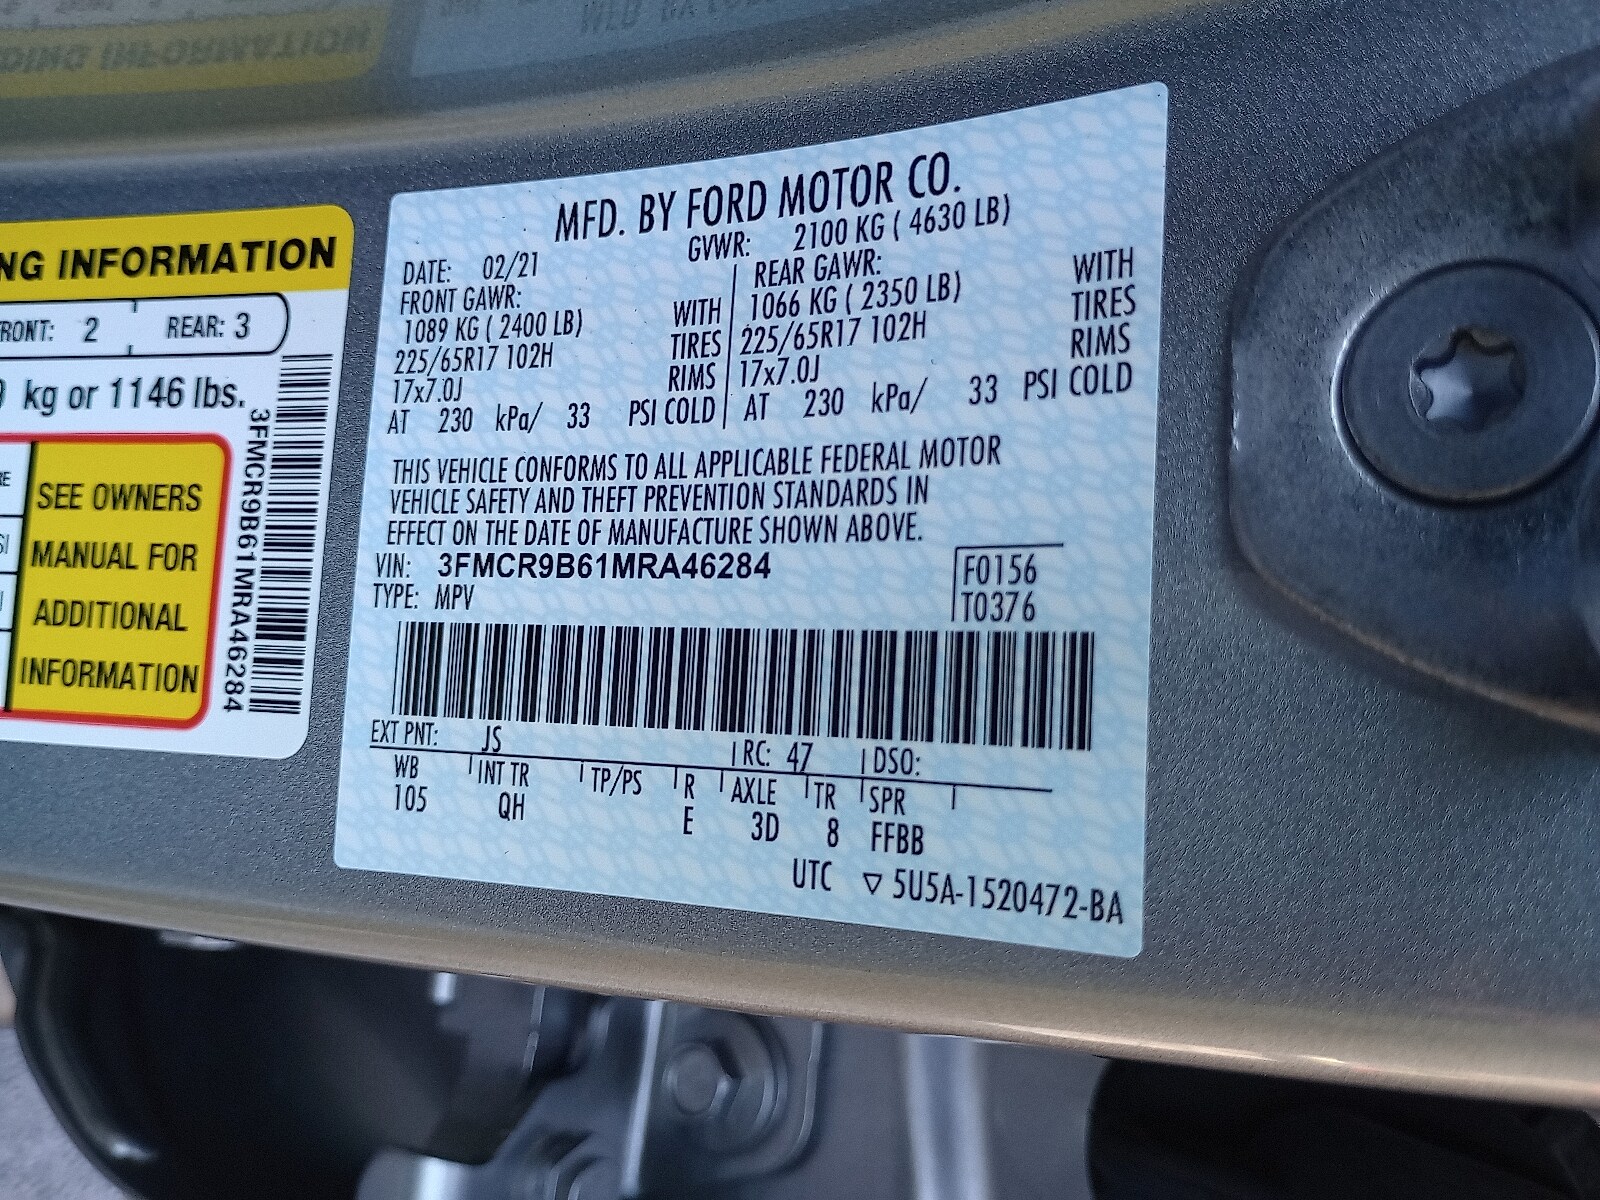 MFD. BY FORD MOTOR CO.
DATE: 02/21 GVWR: 2100 KG ( 4630 LB)
FRONT GAWR: WITH
1089 KG ( 2400 LB) TIRES
225/65R17 102H RIMS
17x7.0J
AT 230 kPa/ 33 PSI COLD
REAR GAWR: WITH
1066 KG ( 2350 LB) TIRES
225/65R17 102H RIMS
17x7.0J
AT 230 kPa/ 33 PSI COLD
THIS VEHICLE CONFORMS TO ALL APPLICABLE FEDERAL MOTOR
VEHICLE SAFETY AND THEFT PREVENTION STANDARDS IN
EFFECT ON THE DATE OF MANUFACTURE SHOWN ABOVE.
VIN: 3FMCR9B61MRA46284 F0156
TYPE: MPV T0376
EXT PNT: JS RC: 47 DSO:
WB INT TR TP/PS R AXLE TR SPR
105 QH E 3D 8 FFBB
UTC ▽ 5U5A-1520472-BA
NG INFORMATION
RONT: 2 REAR: 3
kg or 1146 lbs.
SEE OWNERS
MANUAL FOR
ADDITIONAL
INFORMATION
3FMCR9B61MRA46284